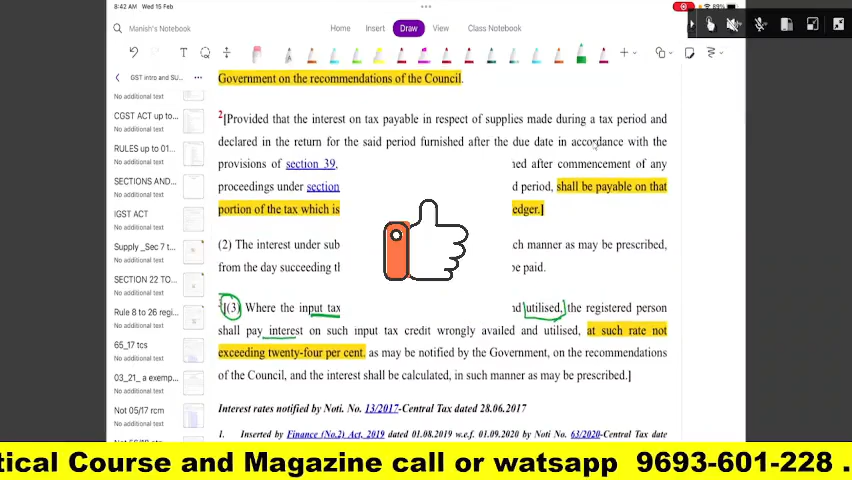 8:42 AM Wed 15 Feb
69%
Manish's Notebook
Home Insert Draw View Class Notebook
GST intro and SU...
No additional text
CGST ACT up to...
No additional text
RULES up to 01...
No additional text
SECTIONS AND...
No additional text
IGST ACT
No additional text
Supply _Sec 7 t...
No additional text
SECTION 22 TO...
No additional text
Rule 8 to 26 regi...
No additional text
65_17 tcs
No additional text
03_21_ a exemp...
No additional text
Not 05/17 rcm
No additional text
Government on the recommendations of the Council.
2[Provided that the interest on tax payable in respect of supplies made during a tax period and
declared in the return for the said period furnished after the due date in accordance with the
provisions of section 39, ned after commencement of any
proceedings under section d period, shall be payable on that
portion of the tax which is edger.]
(2) The interest under sub ch manner as may be prescribed,
from the day succeeding th be paid.
[(3) Where the input tax nd utilised, the registered person
shall pay interest on such input tax credit wrongly availed and utilised, at such rate not
exceeding twenty-four per cent. as may be notified by the Government, on the recommendations
of the Council, and the interest shall be calculated, in such manner as may be prescribed.]
Interest rates notified by Noti. No. 13/2017-Central Tax dated 28.06.2017
1. Inserted by Finance (No.2) Act, 2019 dated 01.08.2019 w.e.f. 01.09.2020 by Noti No. 63/2020-Central Tax date
tical Course and Magazine call or watsapp 9693-601-228 .